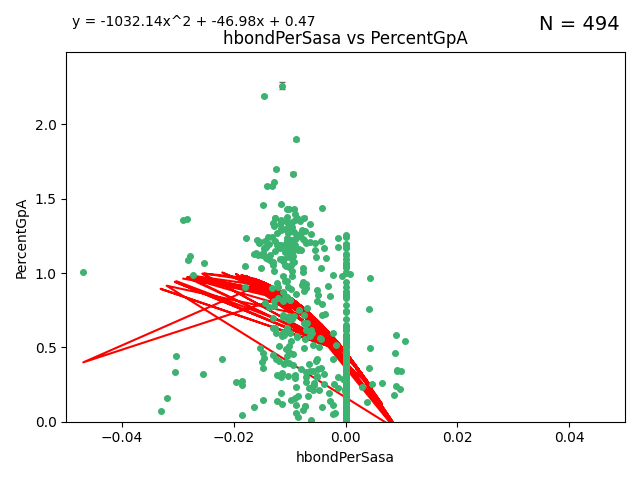 y = -1032.14x^2 + -46.98x + 0.47
N = 494
hbondPerSasa vs PercentGpA
PercentGpA
2.0
1.5
1.0
0.5
0.0
−0.04
−0.02
0.00
0.02
0.04
hbondPerSasa